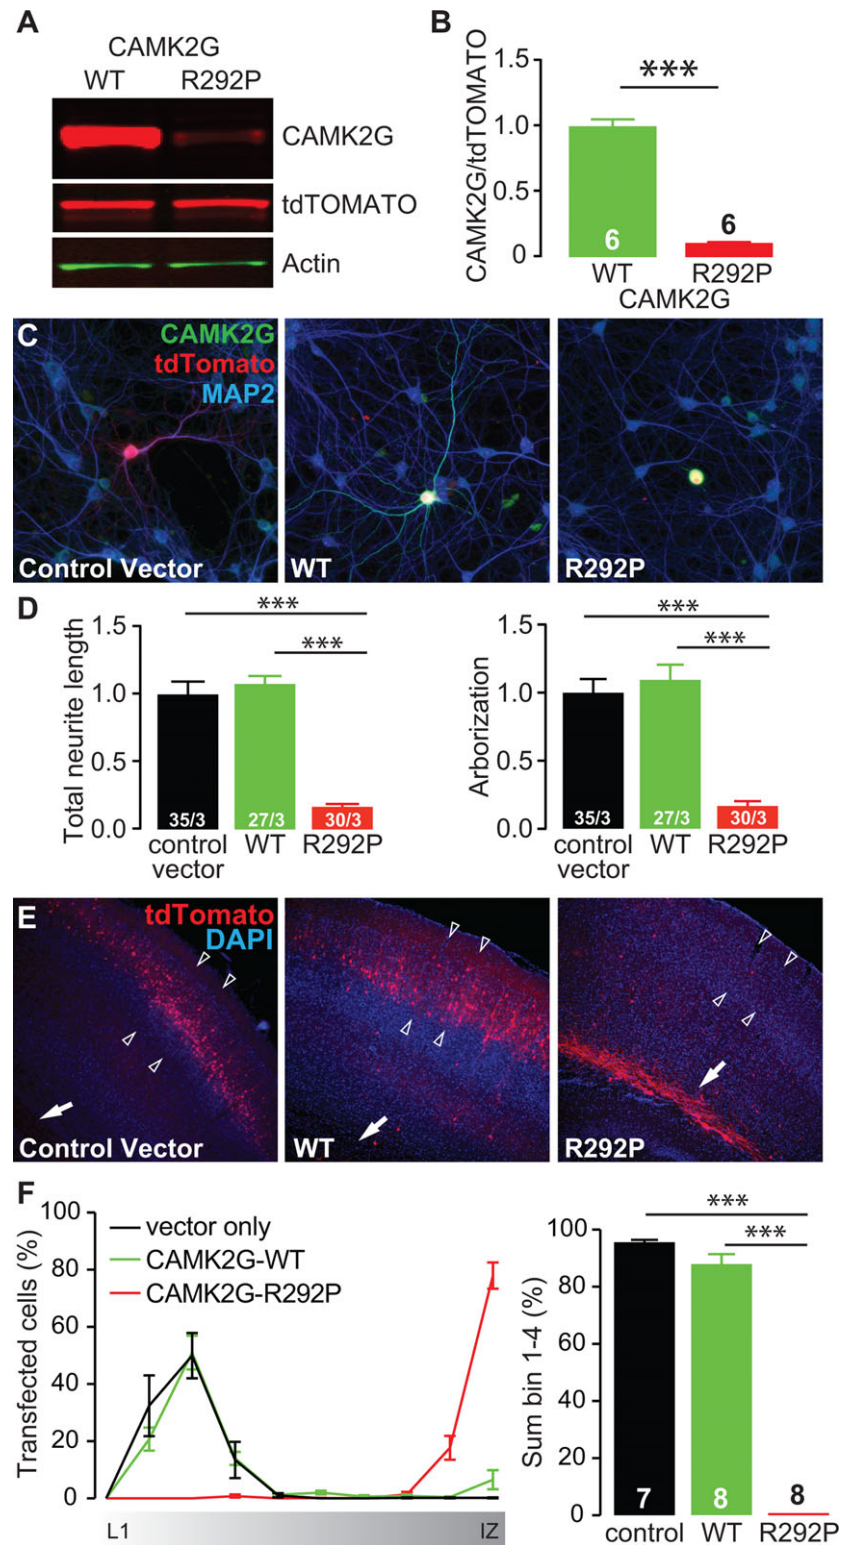 A
CAMK2G
WT R292P
CAMK2G
tdTOMATO
Actin
B
CAMK2G/tdTOMATO
1.5
1.0
0.5
0
***
6
6
WT R292P
CAMK2G
C
CAMK2G
tdTomato
MAP2
Control Vector
WT
R292P
D
Total neurite length
1.5
1.0
0.5
0.0
***
***
35/3 27/3 30/3
control vector
WT
R292P
Arborization
1.5
1.0
0.5
0.0
***
***
35/3 27/3 30/3
control vector
WT
R292P
E
tdTomato
DAPI
Control Vector
WT
R292P
F
Transfected cells (%)
100
80
60
40
20
0
vector only
CAMK2G-WT
CAMK2G-R292P
L1 IZ
Sum bin 1-4 (%)
100
80
60
40
20
0
***
***
7 8 8
control WT R292P